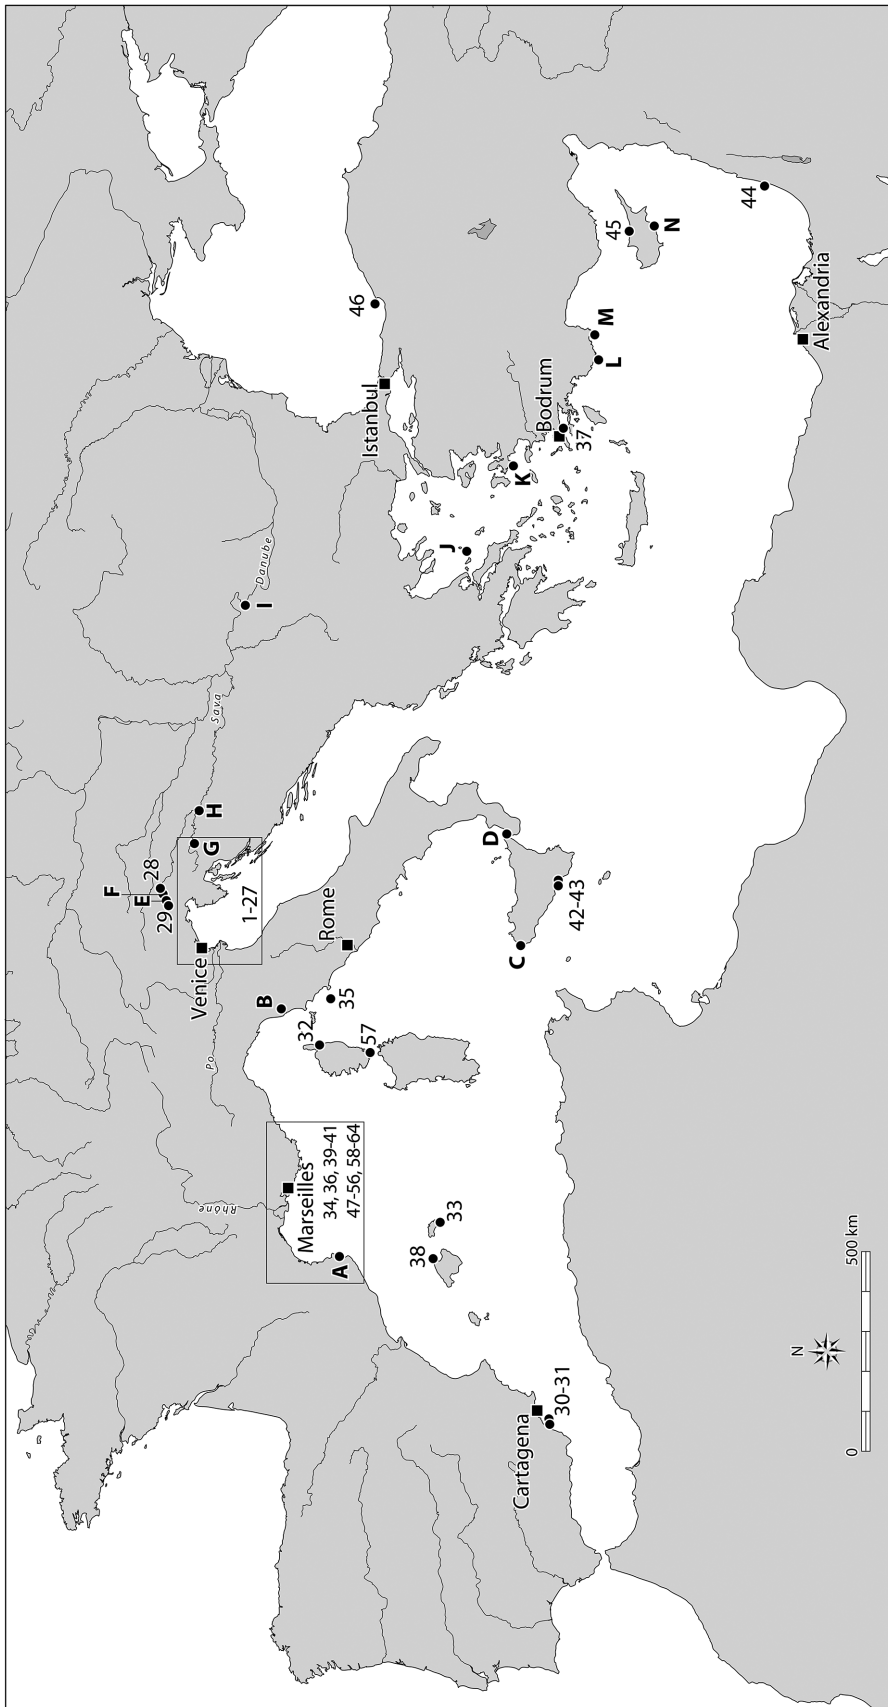 F
E
28
29
G
H
Sava
Danube
I
Venice
1-27
Po
Rhône
Marseilles
34, 36, 39-41
47-56, 58-64
A
B
32
35
57
Rome
Istanbul
46
38
33
Cartagena
30-31
C
D
42-43
J
K
Bodrum
37
L
M
45
N
44
Alexandria
N
0
500 km